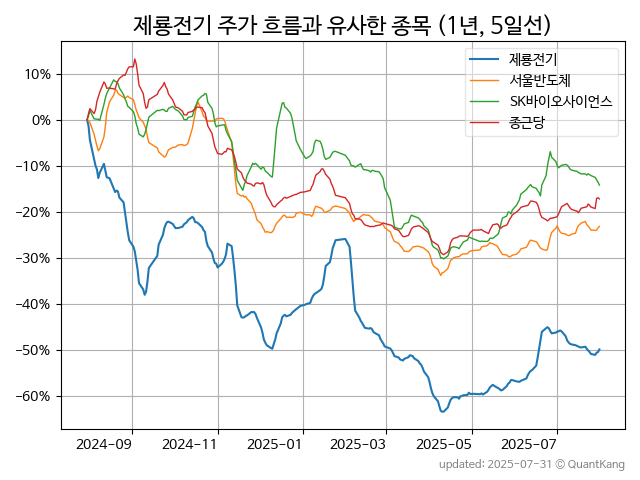 제룡전기 주가 흐름과 유사한 종목 (1년, 5일선)
제룡전기
서울반도체
SK바이오사이언스
종근당
10%
0%
−10%
−20%
−30%
−40%
−50%
−60%
2024-09
2024-11
2025-01
2025-03
2025-05
2025-07
updated: 2025-07-31 © QuantKang